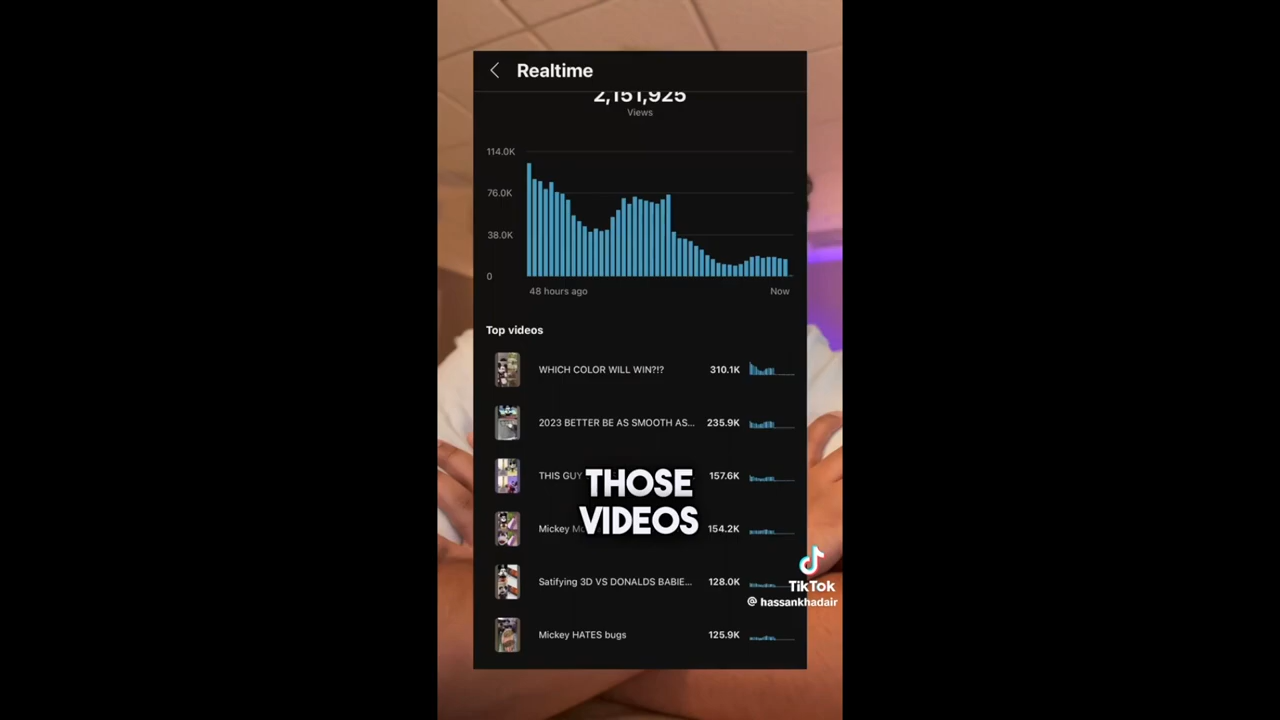 Realtime
2,151,925
Views
114.0K
76.0K
38.0K
0
48 hours ago
Now
Top videos
WHICH COLOR WILL WIN?!?
310.1K
2023 BETTER BE AS SMOOTH AS...
235.9K
THIS GUY
157.6K
THOSE
VIDEOS
Mickey
154.2K
Satifying 3D VS DONALDS BABIE...
128.0K
Mickey HATES bugs
125.9K
TikTok
@ hassankhadair